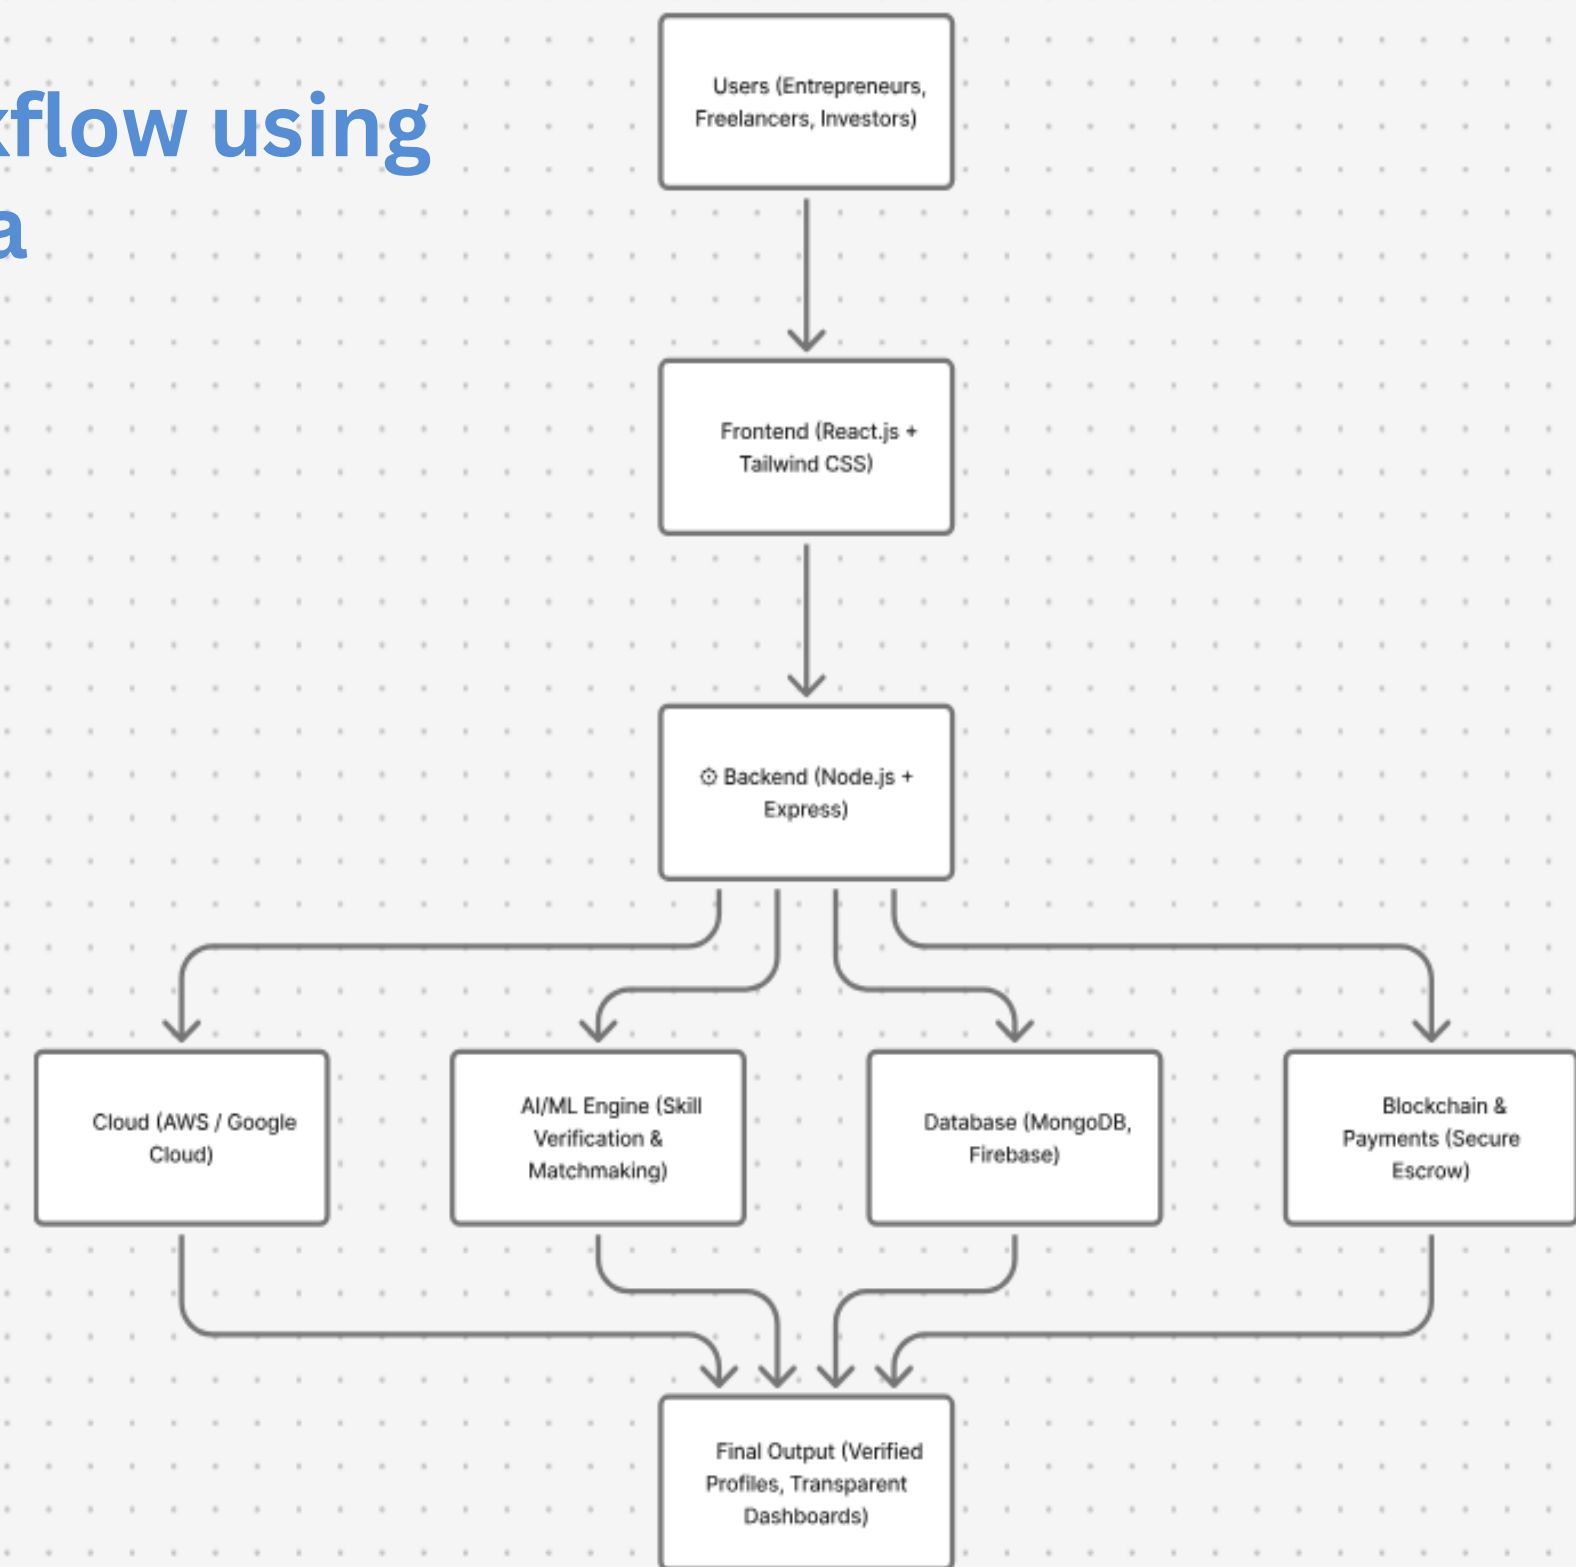 flow using
a
Users (Entrepreneurs,
Freelancers, Investors)
Frontend (React.js +
Tailwind CSS)
⚙ Backend (Node.js +
Express)
Cloud (AWS / Google
Cloud)
AI/ML Engine (Skill
Verification &
Matchmaking)
Database (MongoDB,
Firebase)
Blockchain &
Payments (Secure
Escrow)
Final Output (Verified
Profiles, Transparent
Dashboards)